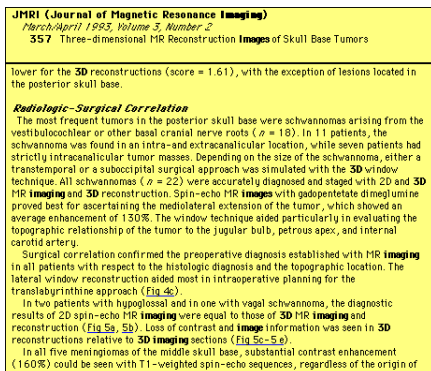 JMRI (Journal of Magnetic Resonance Imaging)
March/April 1993, Volume 3, Number 2
357 Three-dimensional MR Reconstruction Images of Skull Base Tumors
lower for the 3D reconstructions (score = 1.61), with the exception of lesions located in
the posterior skull base.
Radiologic-Surgical Correlation
The most frequent tumors in the posterior skull base were schwannomas arising from the
vestibulocochlear or other basal cranial nerve roots (n = 18). In 11 patients, the
schwannoma was found in an intra-and extracanalicular location, while seven patients had
strictly intracanalicular tumor masses. Depending on the size of the schwannoma, either a
transtemporal or a suboccipital surgical approach was simulated with the 3D window
technique. All schwannomas (n = 22) were accurately diagnosed and staged with 2D and 3D
MR imaging and 3D reconstruction. Spin-echo MR images with gadopentetate dimeglumine
proved best for ascertaining the mediolateral extension of the tumor, which showed an
average enhancement of 130%. The window technique aided particularly in evaluating the
topographic relationship of the tumor to the jugular bulb, petrous apex, and internal
carotid artery.
Surgical correlation confirmed the preoperative diagnosis established with MR imaging
in all patients with respect to the histologic diagnosis and the topographic location. The
lateral window reconstruction aided most in intraoperative planning for the
translabyrinthine approach (Fig 4c).
In two patients with hypoglossal and in one with vagal schwannoma, the diagnostic
results of 2D spin-echo MR imaging were equal to those of 3D MR imaging and
reconstruction (Fig 5a, 5b). Loss of contrast and image information was seen in 3D
reconstructions relative to 3D imaging sections (Fig 5c-5e).
In all five meningiomas of the middle skull base, substantial contrast enhancement
(160%) could be seen with T1-weighted spin-echo sequences, regardless of the origin of